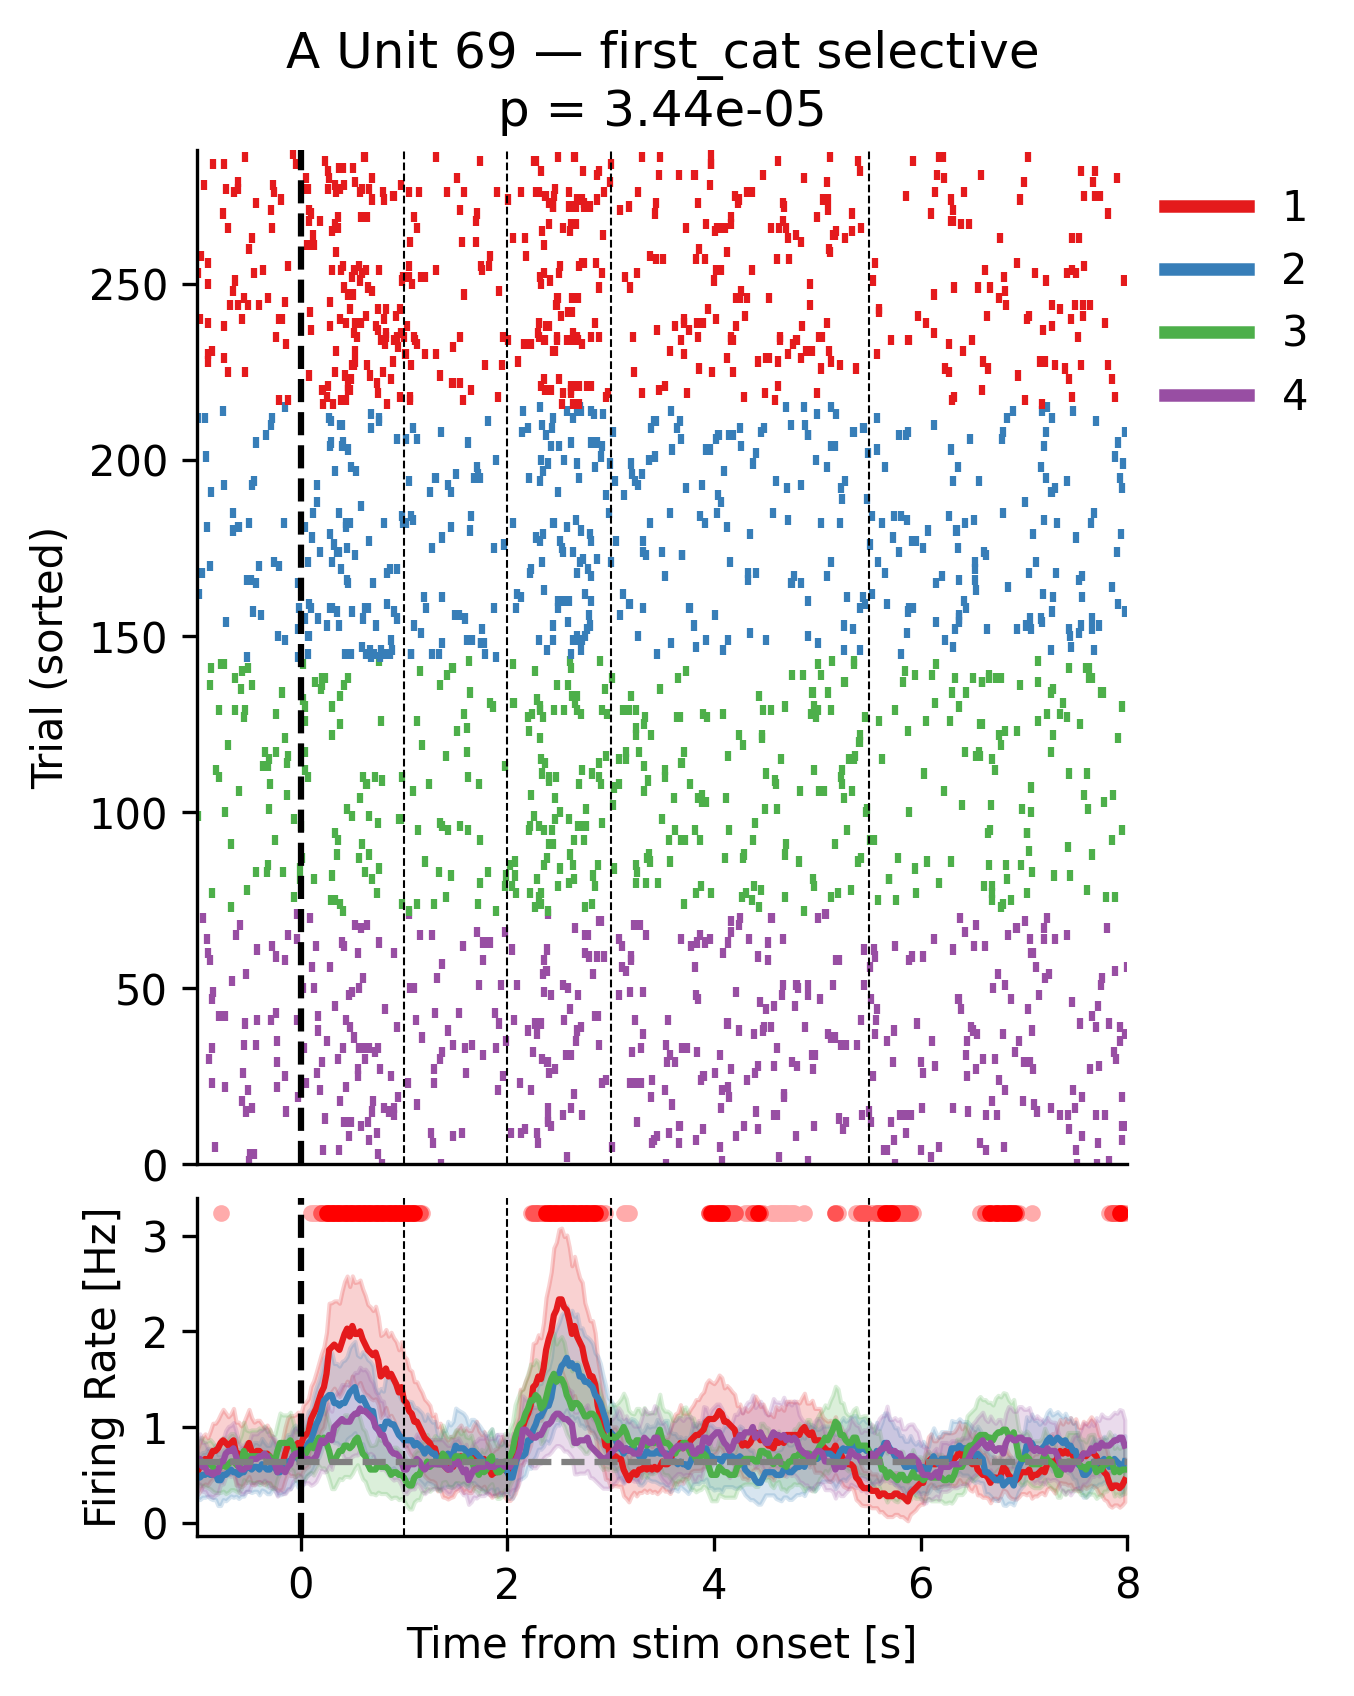 A Unit 69 — first_cat selective
p = 3.44e-05
1
2
3
4
Trial (sorted)
250
200
150
100
50
0
Firing Rate [Hz]
3
2
1
0
0 2 4 6 8
Time from stim onset [s]